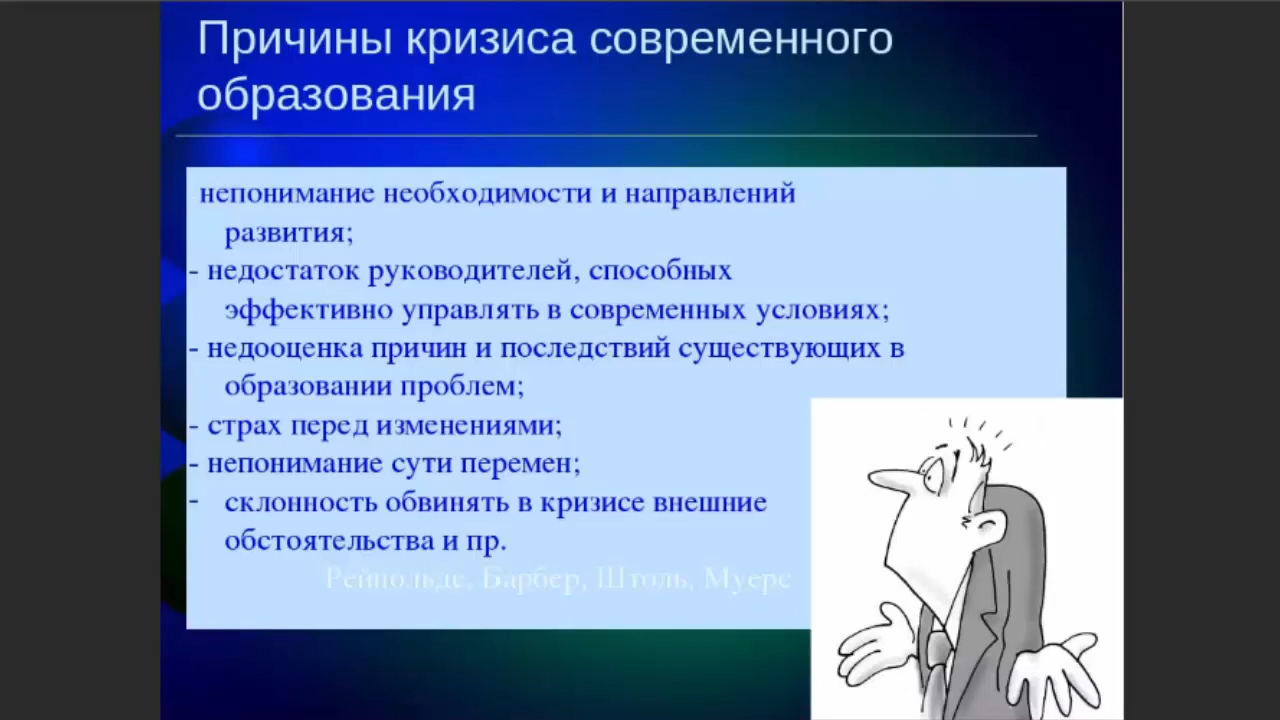 Причины кризиса современного
образования
непонимание необходимости и направлений
развития;
- недостаток руководителей, способных
эффективно управлять в современных условиях;
- недооценка причин и последствий существующих в
образовании проблем;
- страх перед изменениями;
- непонимание сути перемен;
- склонность обвинять в кризисе внешние
обстоятельства и пр.
Рейнольдс, Барбер, Штоль, Муерс